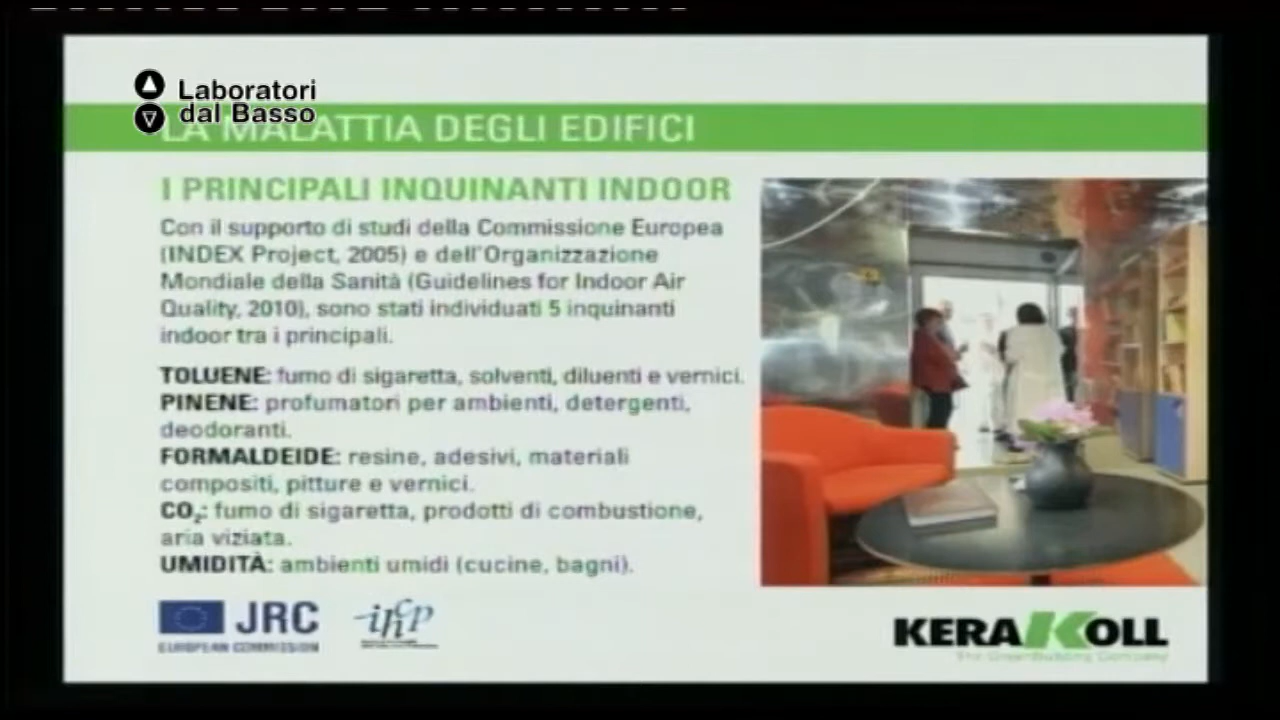 Laboratori
dal Basso
LA MALATTIA DEGLI EDIFICI
I PRINCIPALI INQUINANTI INDOOR
Con il supporto di studi della Commissione Europea
(INDEX Project, 2005) e dell'Organizzazione
Mondiale della Sanità (Guidelines for Indoor Air
Quality, 2010), sono stati individuati 5 inquinanti
indoor tra i principali.
TOLUENE: fumo di sigaretta, solventi, diluenti e vernici.
PINENE: profumatori per ambienti, detergenti,
deodoranti.
FORMALDEIDE: resine, adesivi, materiali
compositi, pitture e vernici.
CO₂: fumo di sigaretta, prodotti di combustione,
aria viziata.
UMIDITÀ: ambienti umidi (cucine, bagni).
JRC
EUROPEAN COMMISSION
ihcp
KERAKOLL
The GreenBuilding Company